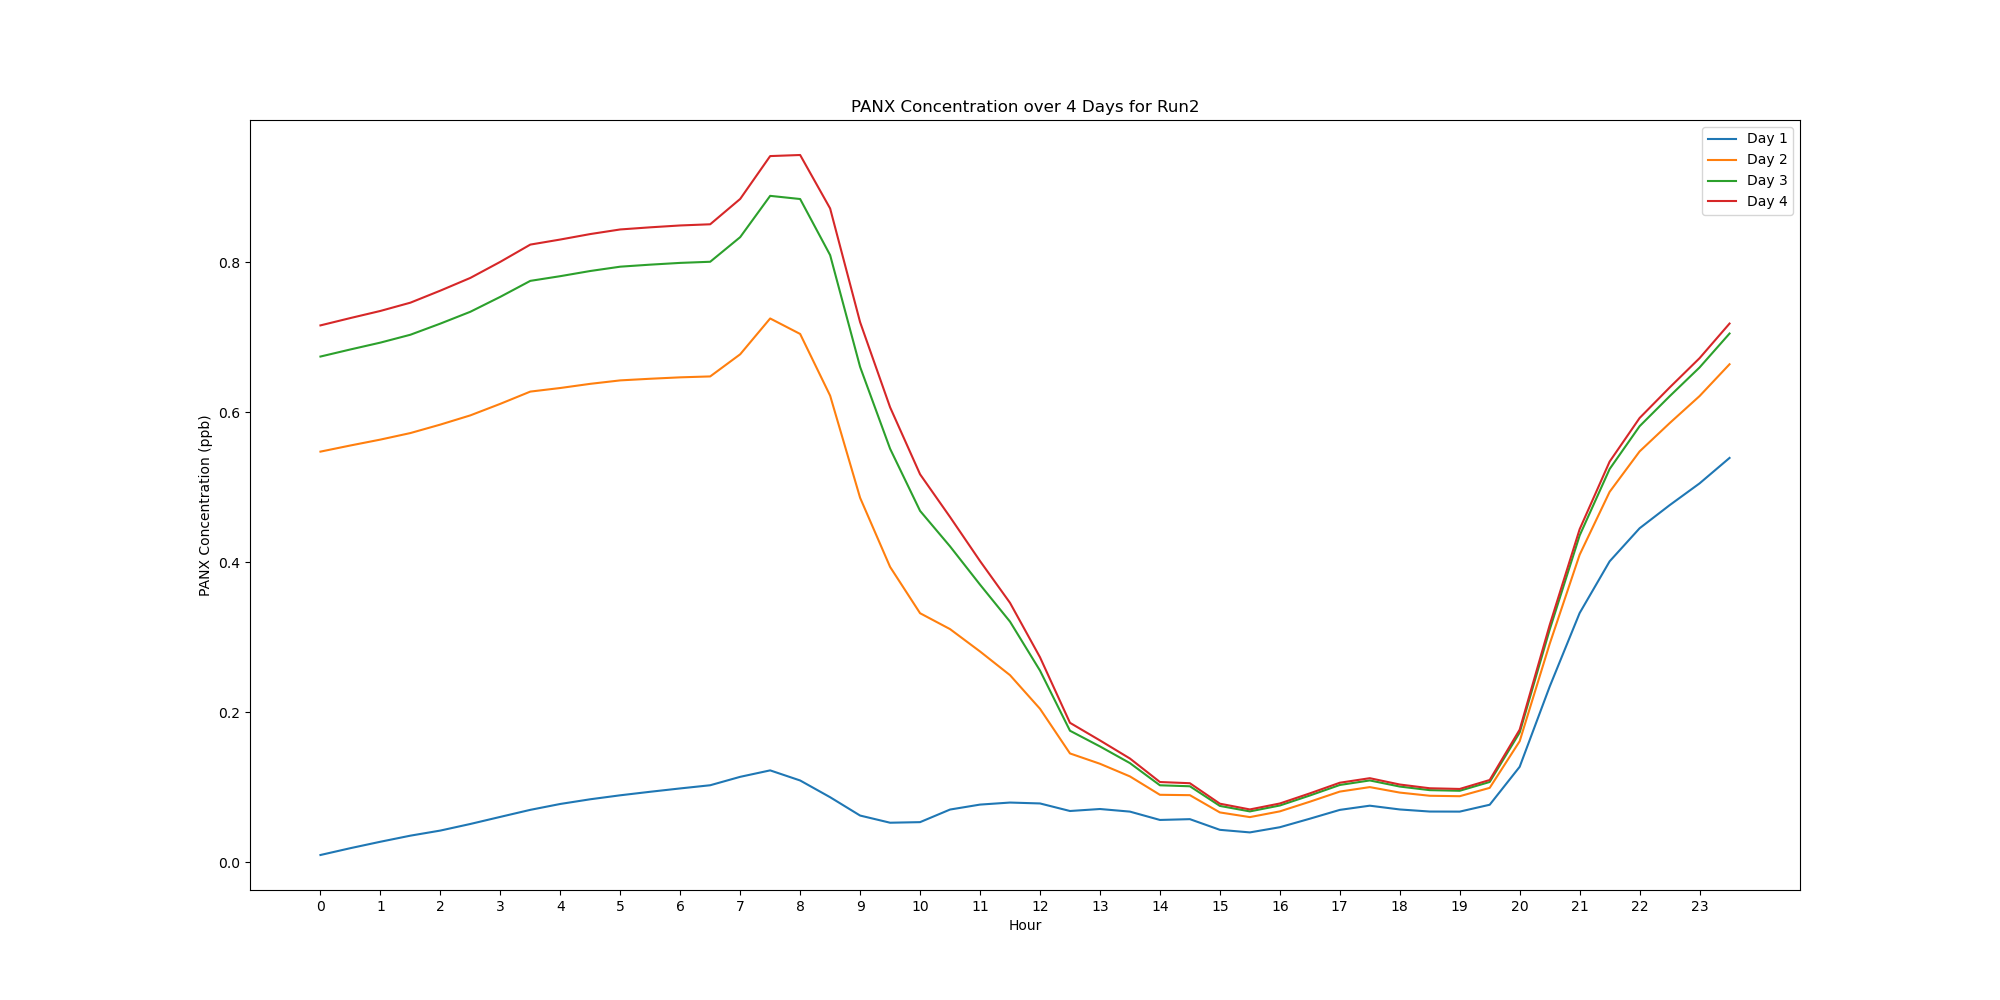 PANX Concentration over 4 Days for Run2
Day 1
Day 2
Day 3
Day 4
PANX Concentration (ppb)
0.8
0.6
0.4
0.2
0.0
0 1 2 3 4 5 6 7 8 9 10 11 12 13 14 15 16 17 18 19 20 21 22 23
Hour